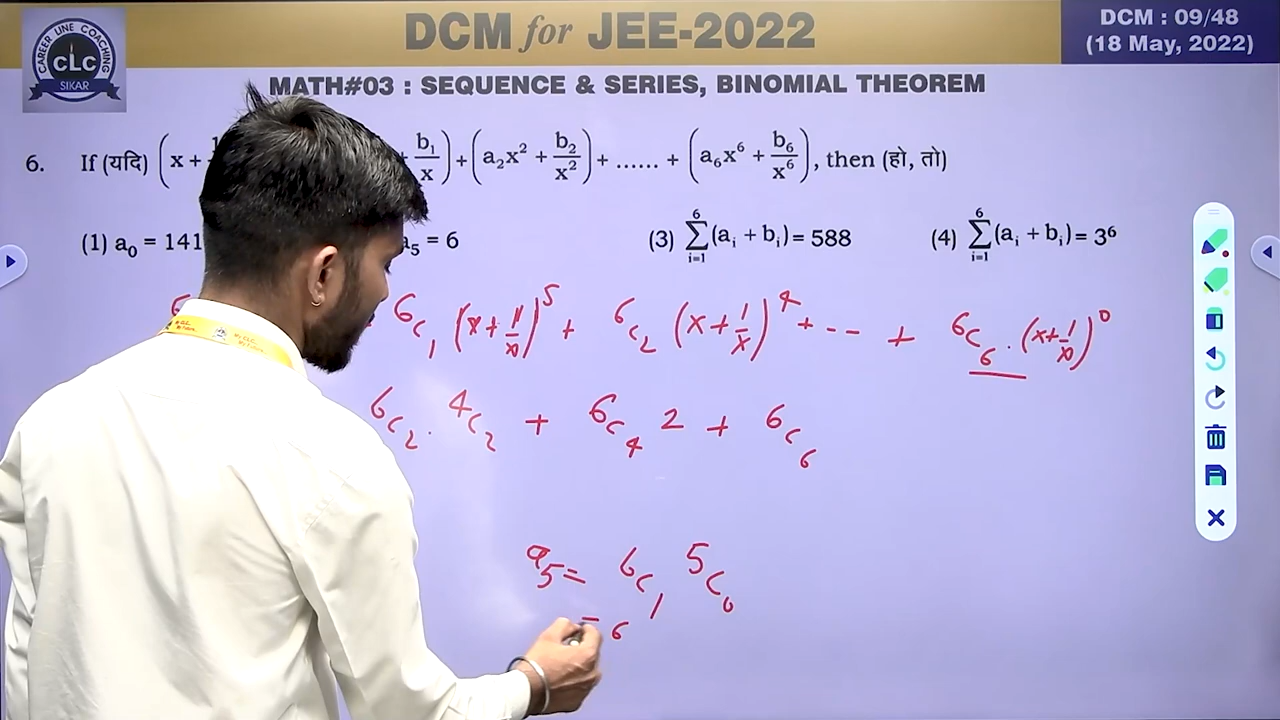 CAREER LINE COACHING
CLC
SIKAR
DCM for JEE-2022
DCM : 09/48
(18 May, 2022)
MATH#03 : SEQUENCE & SERIES, BINOMIAL THEOREM
6. If (यदि) (x + b₁/x) + (a₂x² + b₂/x²) + ...... + (a₆x⁶ + b₆/x⁶), then (हो, तो)
(1) a₀ = 141 a₅ = 6 (3) ∑_{i=1}^{6} (aᵢ + bᵢ) = 588 (4) ∑_{i=1}^{6} (aᵢ + bᵢ) = 3⁶
⁶C₁ (x + 1/x)⁵ + ⁶C₂ (x + 1/x)⁴ + -- + ⁶C₆ . (x + 1/x)⁰
⁶C₂ . ⁴C₂ + ⁶C₄ 2 + ⁶C₆
a₅ = ⁶C₁ ⁵C₀
= 6